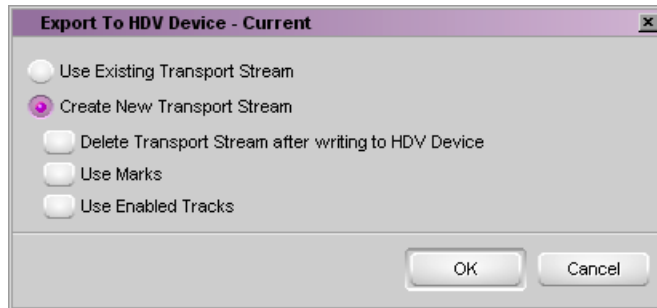 Export To HDV Device - Current
Use Existing Transport Stream
Create New Transport Stream
Delete Transport Stream after writing to HDV Device
Use Marks
Use Enabled Tracks
OK Cancel